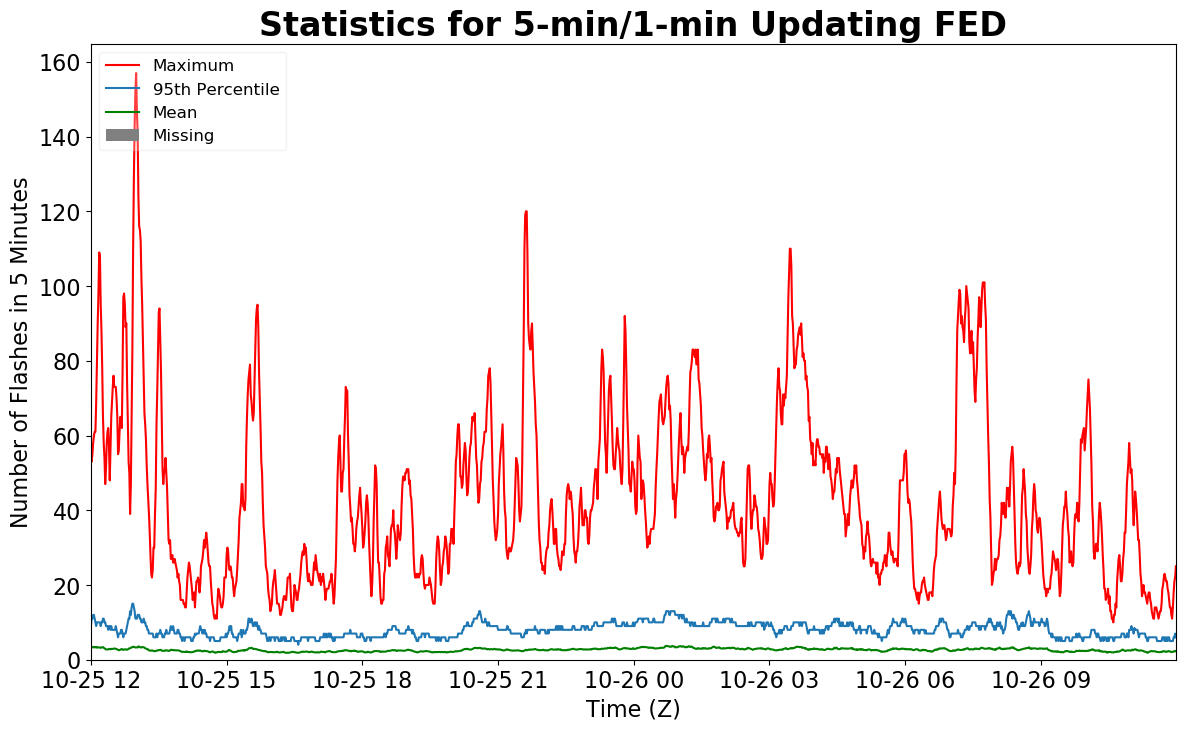 Statistics for 5-min/1-min Updating FED
Maximum
95th Percentile
Mean
Missing
Number of Flashes in 5 Minutes
160
140
120
100
80
60
40
20
0
10-25 12 10-25 15 10-25 18 10-25 21 10-26 00 10-26 03 10-26 06 10-26 09
Time (Z)